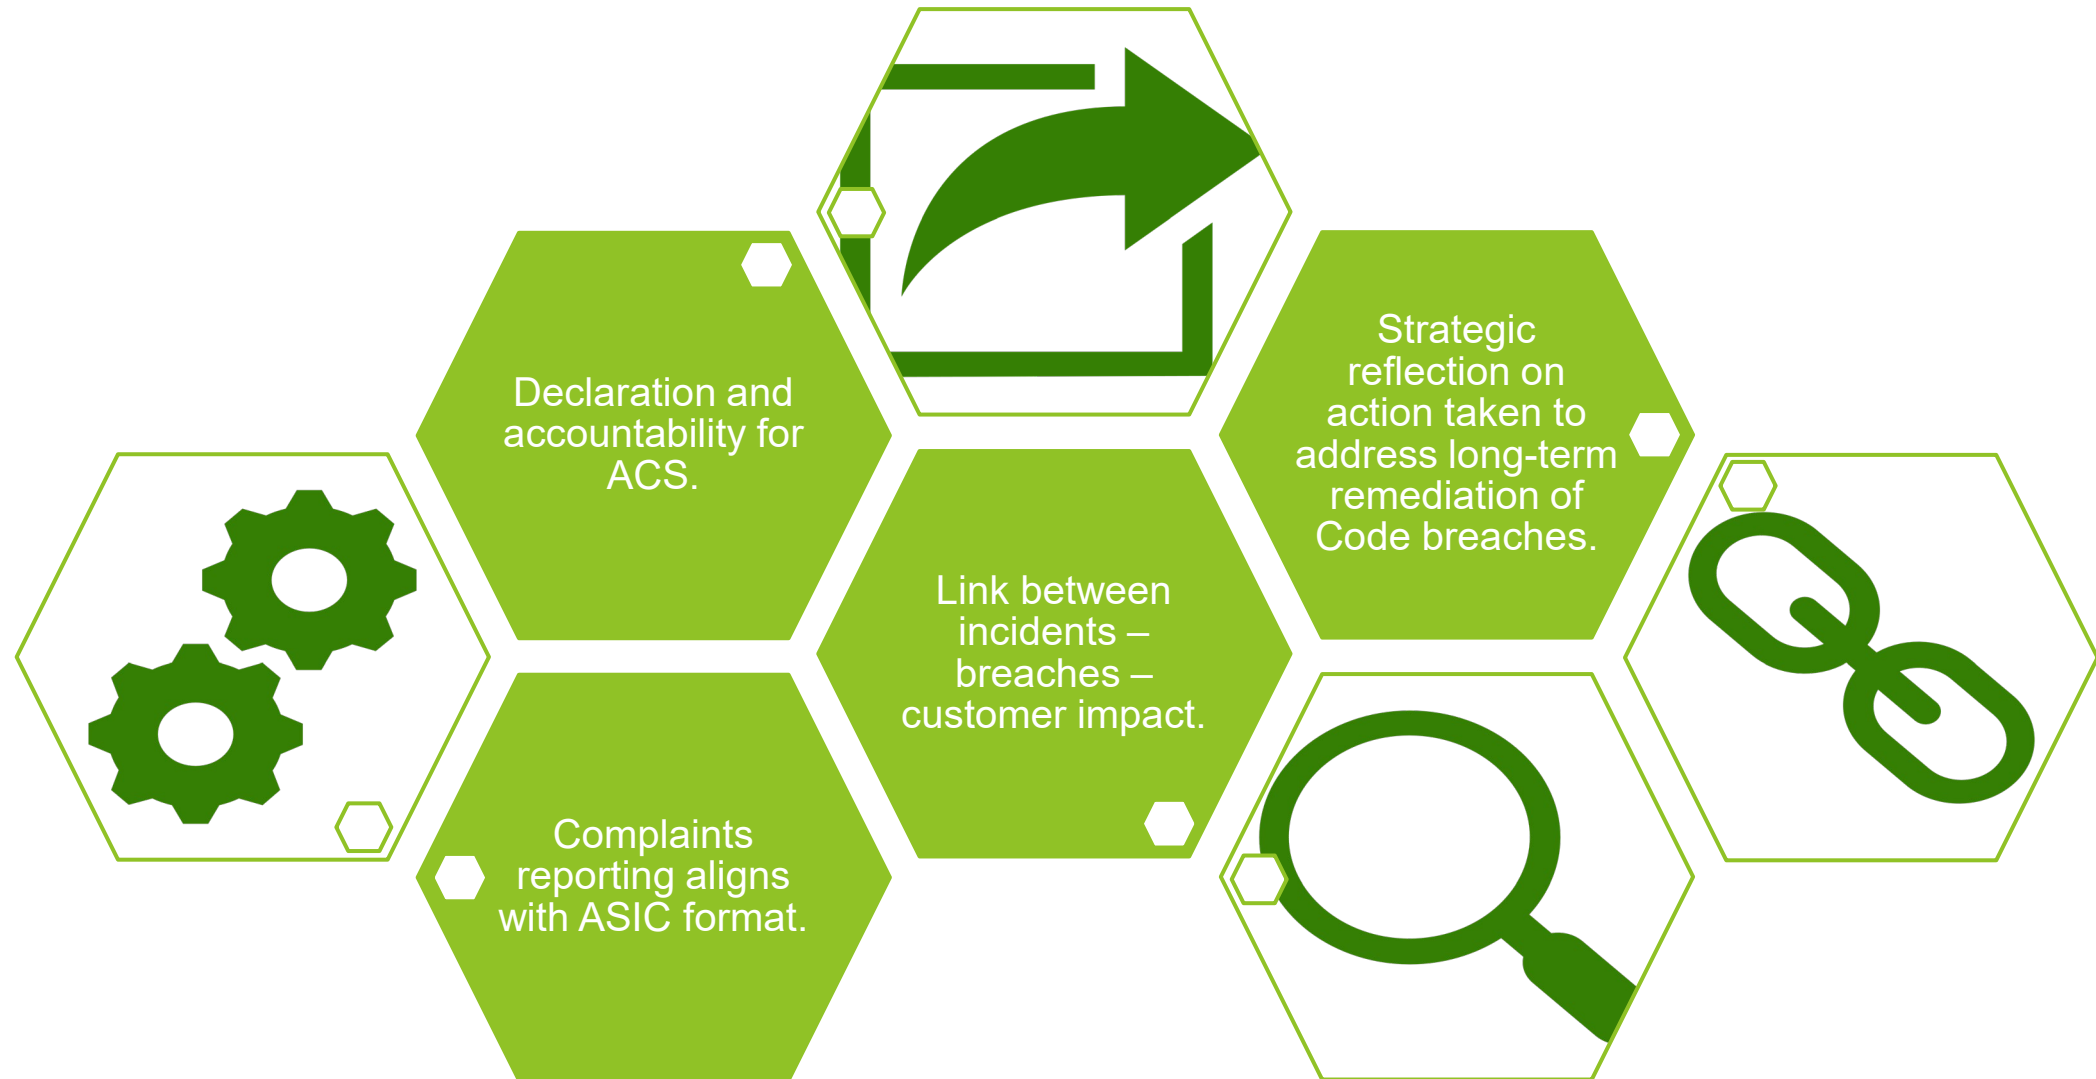 Declaration and
accountability for
ACS.
Complaints
reporting aligns
with ASIC format.
Link between
incidents –
breaches –
customer impact.
Strategic
reflection on
action taken to
address long-term
remediation of
Code breaches.